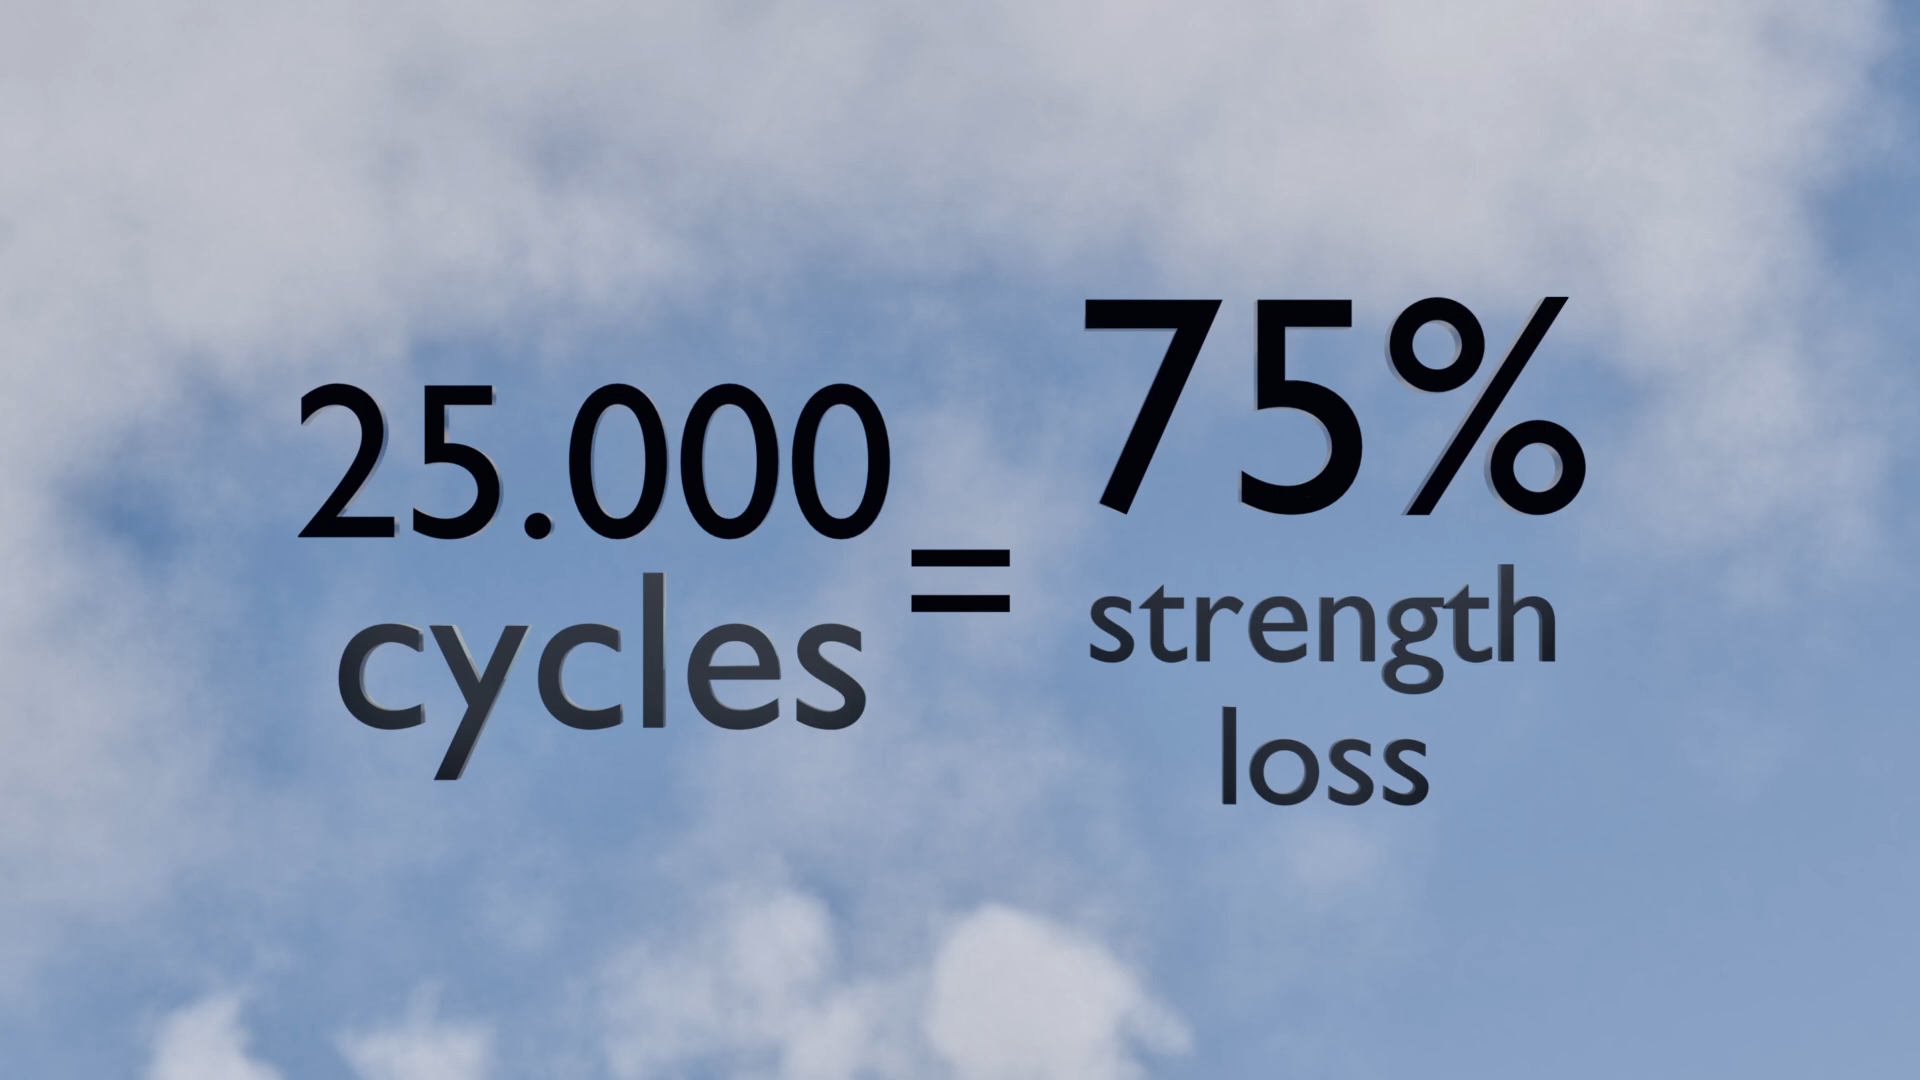 25.000
cycles
=
75%
strength
loss